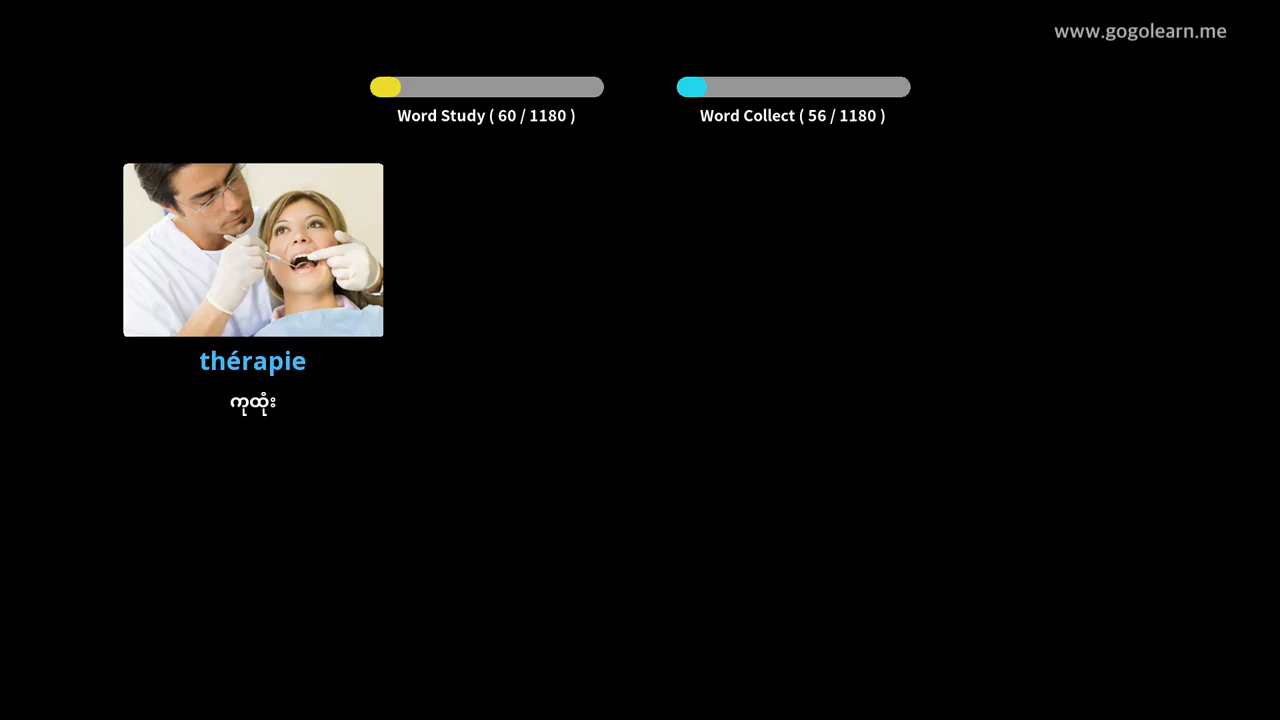 www.gogolearn.me
Word Study ( 60 / 1180 )
Word Collect ( 56 / 1180 )
thérapie
ကုထုံး